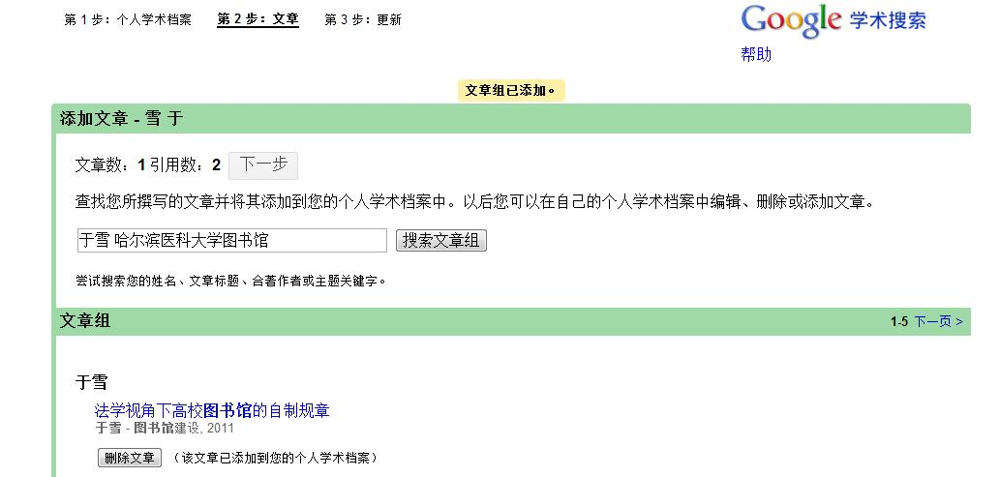 第 1 步：个人学术档案 第 2 步：文章 第 3 步：更新
Google 学术搜索
帮助
文章组已添加。
添加文章 - 雪 于
文章数：1 引用数：2 下一步
查找您所撰写的文章并将其添加到您的个人学术档案中。以后您可以在自己的个人学术档案中编辑、删除或添加文章。
于雪 哈尔滨医科大学图书馆 搜索文章组
尝试搜索您的姓名、文章标题、合著作者或主题关键字。
文章组 1-5 下一页 >
于雪
法学视角下高校图书馆的自制规章
于雪 - 图书馆建设, 2011
删除文章 （该文章已添加到您的个人学术档案）